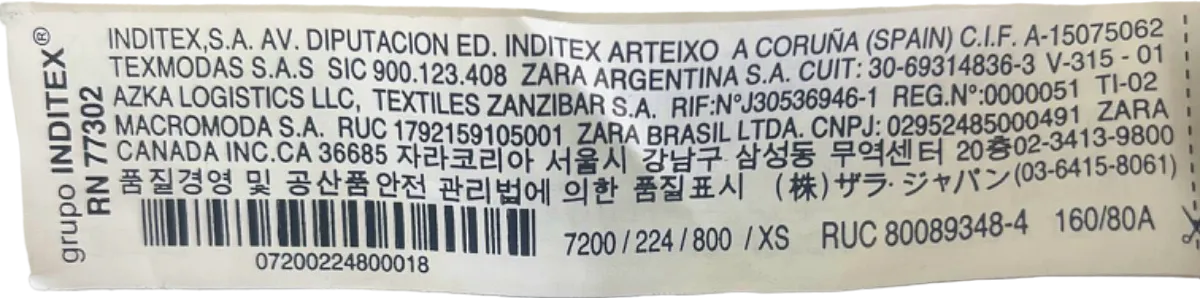 grupo INDITEX®
RN 77302
INDITEX,S.A. AV. DIPUTACION ED. INDITEX ARTEIXO A CORUÑA (SPAIN) C.I.F. A-15075062
TEXMODAS S.A.S SIC 900.123.408 ZARA ARGENTINA S.A. CUIT: 30-69314836-3 V-315 - 01
AZKA LOGISTICS LLC, TEXTILES ZANZIBAR S.A. RIF:NºJ30536946-1 REG.Nº:0000051 TI-02
MACROMODA S.A. RUC 1792159105001 ZARA BRASIL LTDA. CNPJ: 02952485000491 ZARA
CANADA INC.CA 36685 자라코리아 서울시 강남구 삼성동 무역센터 20층02-3413-9800
품질경영 및 공산품안전 관리법에 의한 품질표시 (株)ザラ・ジャパン(03-6415-8061)
7200 / 224 / 800 / XS RUC 80089348-4 160/80A
07200224800018